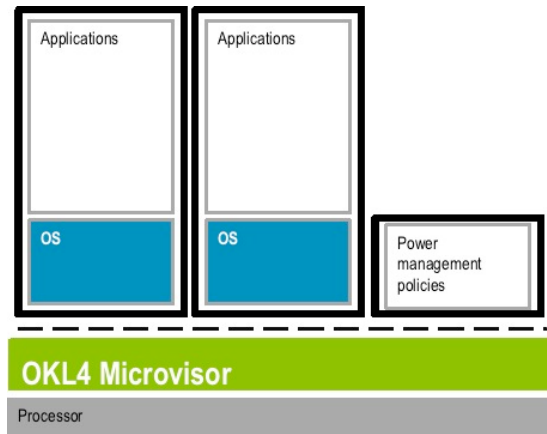 Applications
Applications
OS
OS
Power
management
policies
OKL4 Microvisor
Processor